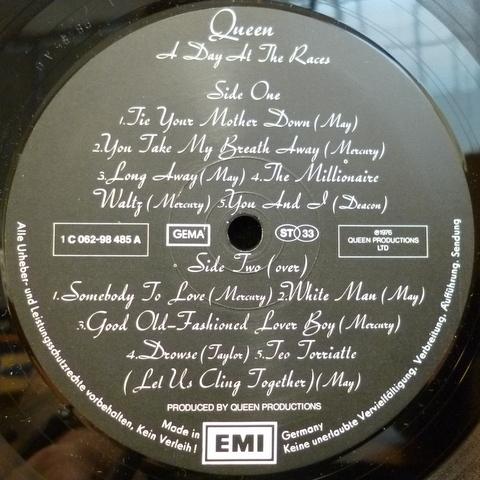 Queen
A Day At The Races
Side One
1.Tie Your Mother Down (May)
2.You Take My Breath Away (Mercury)
3.Long Away (May) 4.The Millionaire
Waltz (Mercury) 5.You And I (Deacon)
1 C 062-98 485 A
GEMA
ST 33
℗1976
QUEEN PRODUCTIONS
LTD
Side Two (over)
1.Somebody To Love (Mercury) 2.White Man (May)
3.Good Old-Fashioned Lover Boy (Mercury)
4.Drowse (Taylor) 5.Teo Torriatte
(Let Us Cling Together) (May)
PRODUCED BY QUEEN PRODUCTIONS
Made in
EMI
Germany
Alle Urheber- und Leistungsschutzrechte vorbehalten, Kein Verleih!
Keine unerlaubte Vervielfältigung, Verbreitung, Aufführung, Sendung